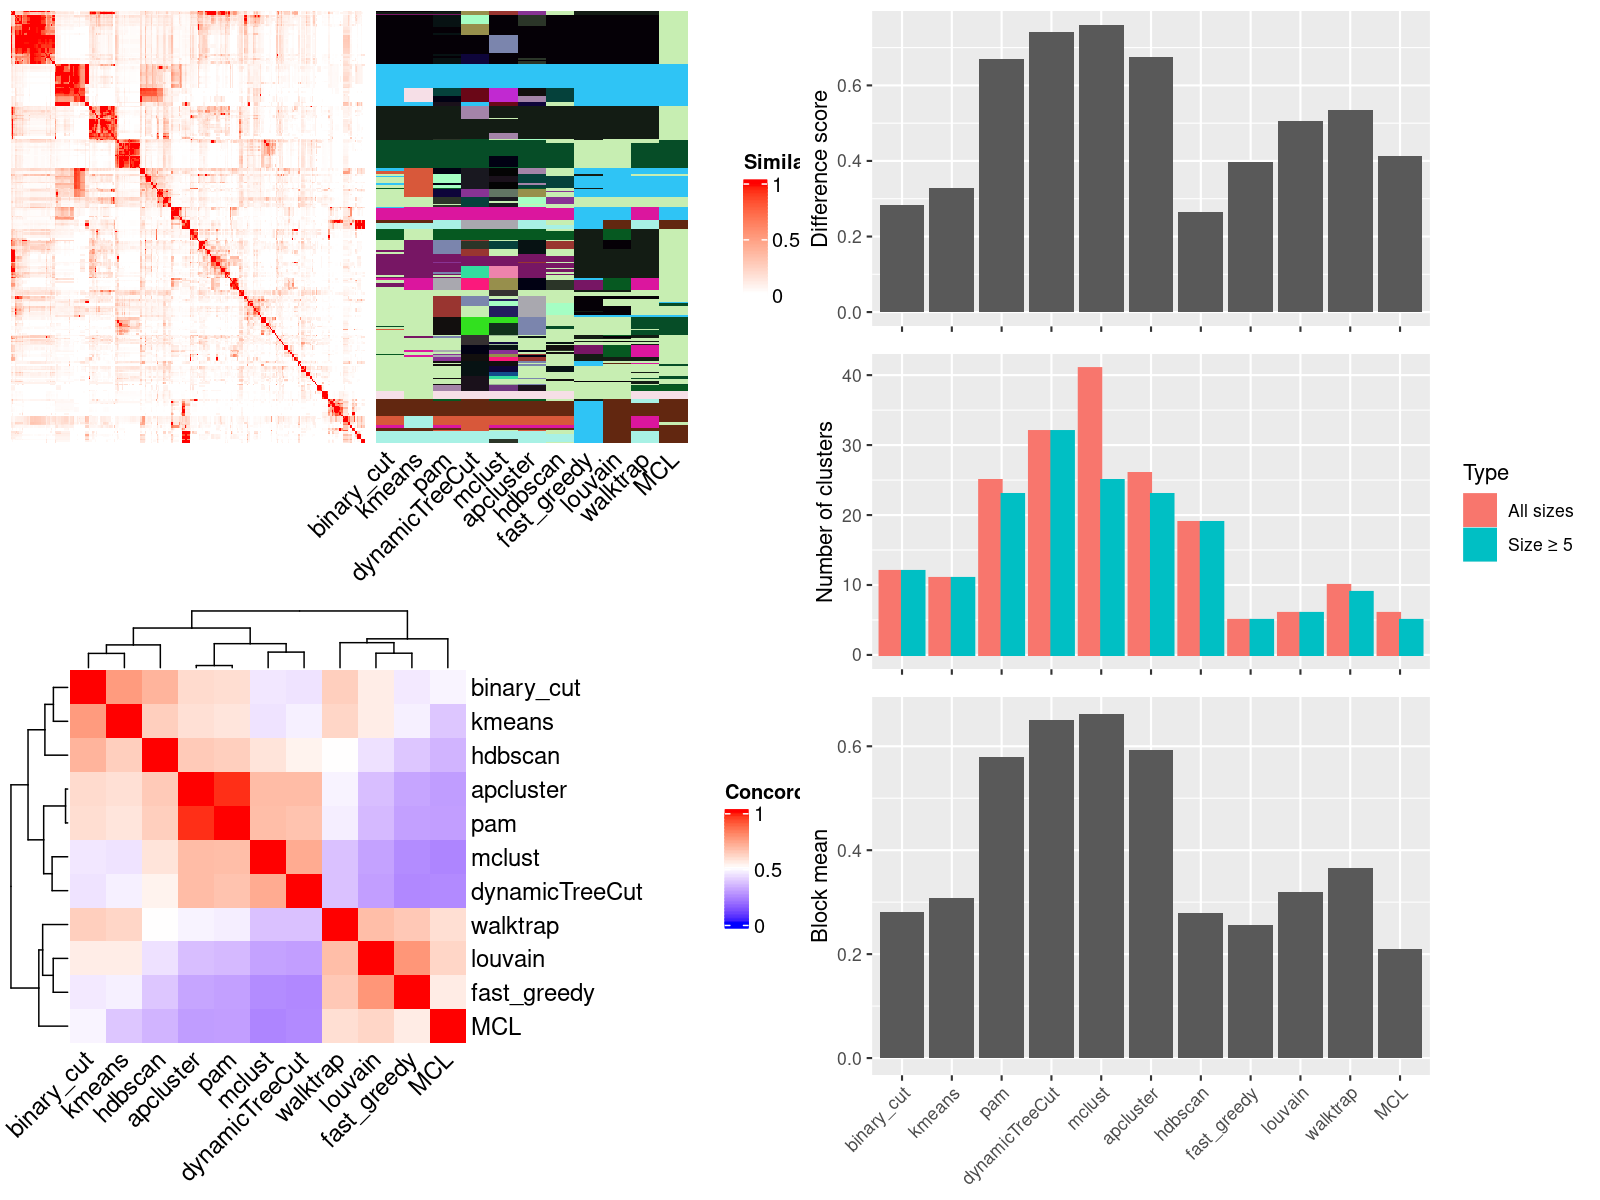 Simila
1
0.5
0
binary_cut
kmeans
pam
dynamicTreeCut
mclust
apcluster
hdbscan
fast_greedy
louvain
walktrap
MCL
binary_cut
kmeans
hdbscan
apcluster
pam
mclust
dynamicTreeCut
walktrap
louvain
fast_greedy
MCL
binary_cut
kmeans
hdbscan
apcluster
pam
mclust
dynamicTreeCut
walktrap
louvain
fast_greedy
MCL
Concord
1
0.5
0
Difference score
0.6
0.4
0.2
0.0
Number of clusters
40
30
20
10
0
Type
All sizes
Size ≥ 5
Block mean
0.6
0.4
0.2
0.0
binary_cut
kmeans
pam
dynamicTreeCut
mclust
apcluster
hdbscan
fast_greedy
louvain
walktrap
MCL